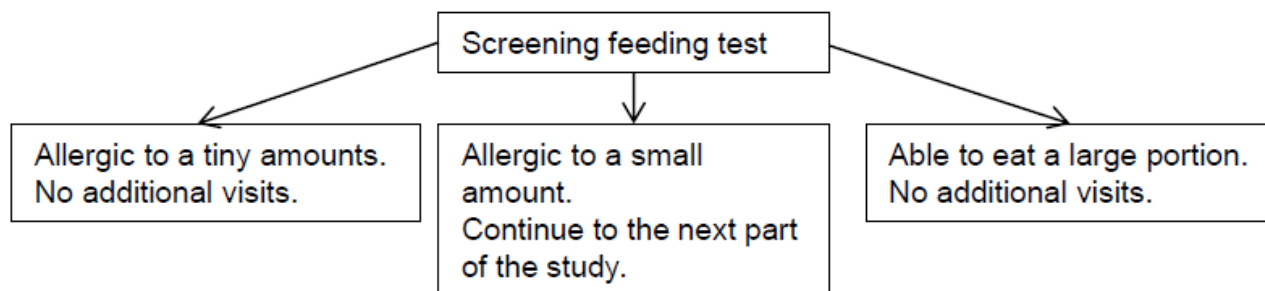 Screening feeding test
Allergic to a tiny amounts.
No additional visits.
Allergic to a small
amount.
Continue to the next part
of the study.
Able to eat a large portion.
No additional visits.